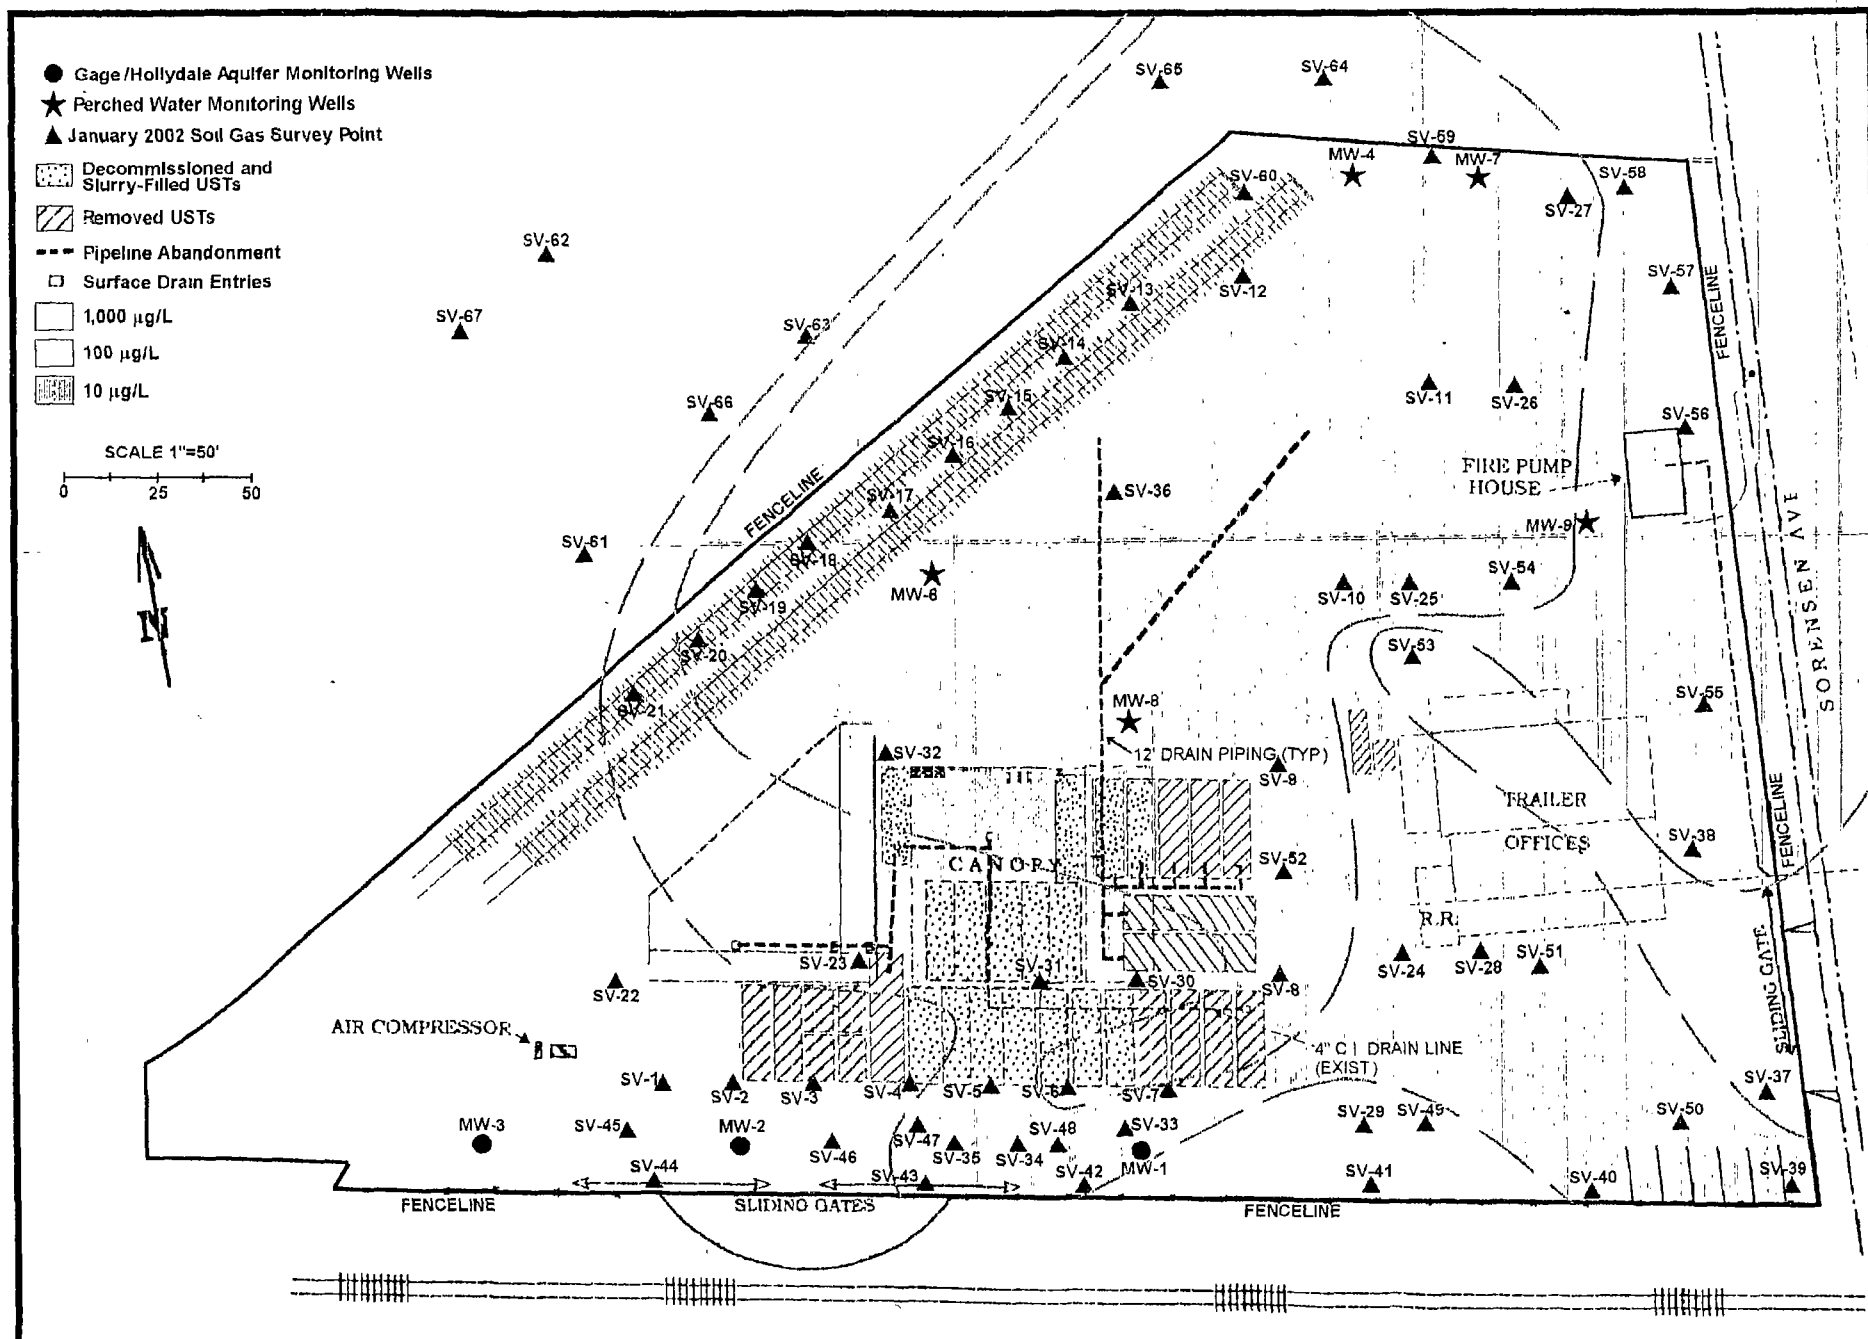 Gage/Hollydale Aquifer Monitoring Wells
Perched Water Monitoring Wells
January 2002 Soil Gas Survey Point
Decommissioned and
Slurry-Filled USTs
Removed USTs
Pipeline Abandonment
Surface Drain Entries
1,000 µg/L
100 µg/L
10 µg/L
SCALE 1"=50'
0 25 50
N
SV-65
SV-64
SV-59
MW-4
MW-7
SV-58
SV-60
SV-27
SV-62
SV-57
SV-12
SV-13
SV-67
SV-63
SV-14
FENCELINE
SV-66
SV-15
SV-11
SV-26
SV-56
SV-16
FIRE PUMP
HOUSE
SV-17
SV-36
FENCELINE
MW-9
SV-61
SV-18
MW-6
SV-10
SV-25
SV-54
SORENSEN AVE
SV-19
SV-20
SV-53
SV-21
MW-8
SV-55
SV-32
12' DRAIN PIPING (TYP)
SV-9
TRAILER
OFFICES
SV-38
FENCELINE
CANOPY
SV-52
R.R.
SV-23
SV-31
SV-30
SV-8
SV-24
SV-28
SV-51
SLIDING GATE
SV-22
AIR COMPRESSOR
4" C I DRAIN LINE
(EXIST)
SV-1
SV-2
SV-3
SV-4
SV-5
SV-6
SV-7
SV-37
MW-3
SV-45
MW-2
SV-46
SV-47
SV-35
SV-34
SV-48
SV-33
MW-1
SV-29
SV-49
SV-50
SV-44
SV-43
SV-42
SV-41
SV-40
SV-39
FENCELINE
SLIDING GATES
FENCELINE